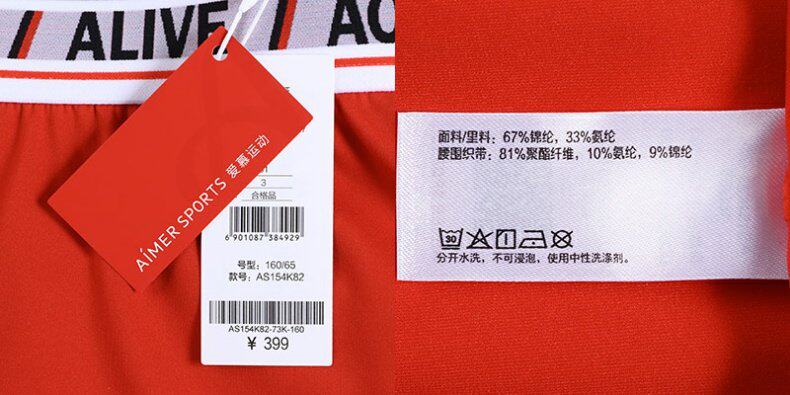 ALIVE
AÍMER SPORTS 爱慕运动
3
合格品
6 901087 384929
号型: 160/65
款号: AS154K82
AS154K82-73K-160
¥ 399
面料/里料: 67%锦纶, 33%氨纶
腰围织带: 81%聚酯纤维, 10%氨纶, 9%锦纶
30
分开水洗, 不可浸泡, 使用中性洗涤剂。